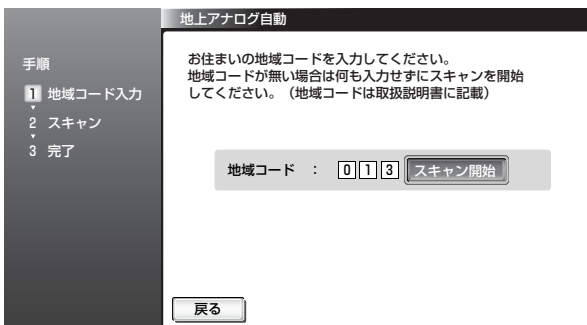 地上アナログ自動
手順
1 地域コード入力
2 スキャン
3 完了
お住まいの地域コードを入力してください。
地域コードが無い場合は何も入力せずにスキャンを開始
してください。（地域コードは取扱説明書に記載）
地域コード ： 0 1 3 スキャン開始
戻る